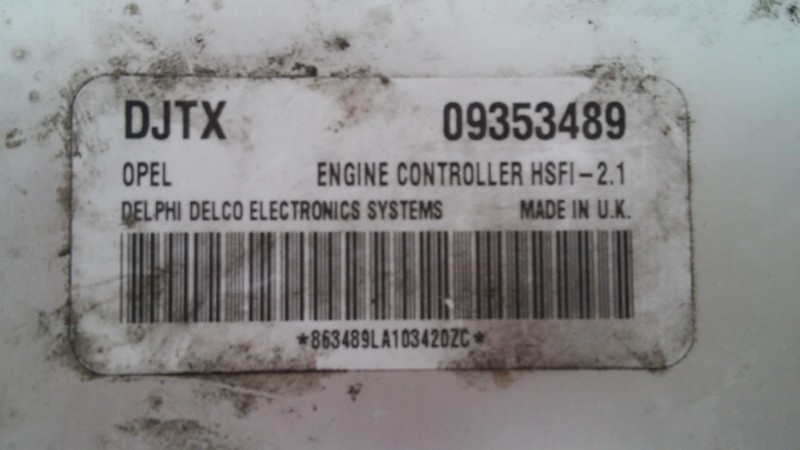 DJTX 09353489
OPEL ENGINE CONTROLLER HSFI-2.1
DELPHI DELCO ELECTRONICS SYSTEMS MADE IN U.K.
*863489LA103420ZC*